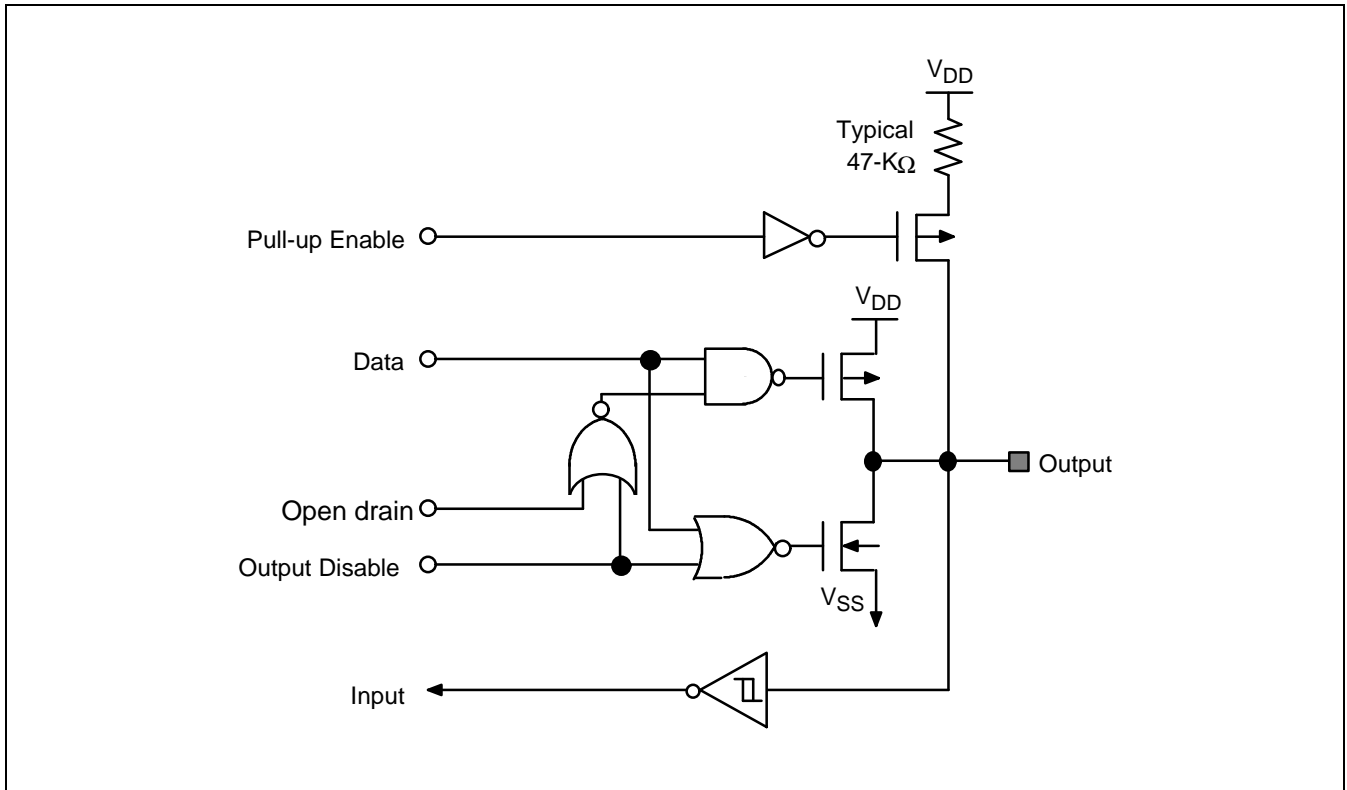 VDD
Typical
47-KΩ
Pull-up Enable
VDD
Data
Output
Open drain
Output Disable
VSS
Input